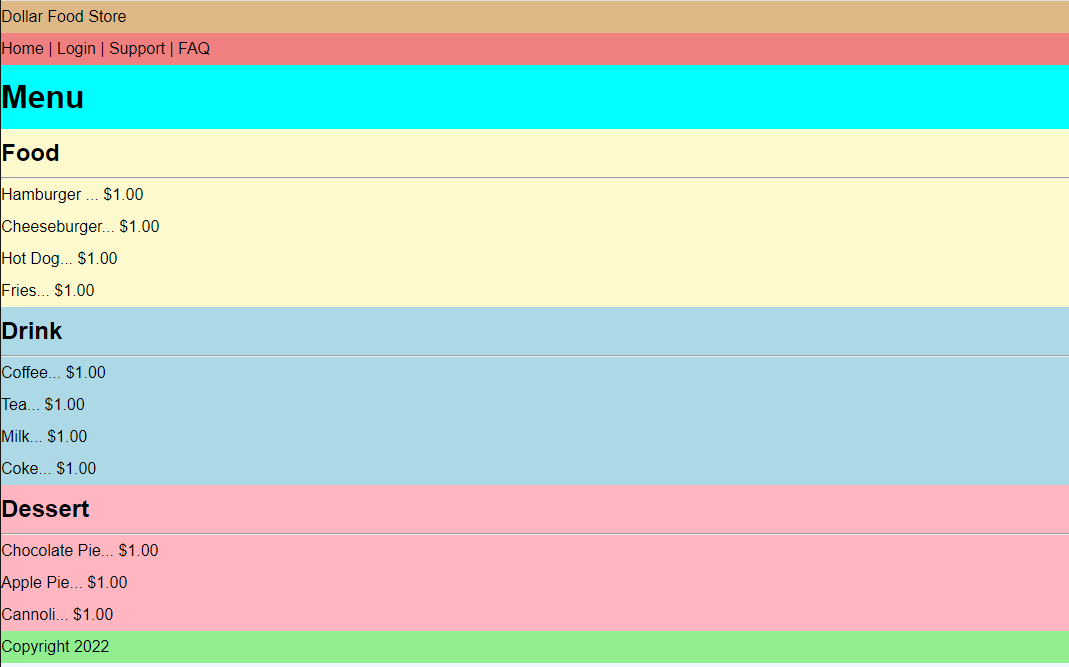 Dollar Food Store
Home | Login | Support | FAQ
Menu
Food
Hamburger ... $1.00
Cheeseburger... $1.00
Hot Dog... $1.00
Fries... $1.00
Drink
Coffee... $1.00
Tea... $1.00
Milk... $1.00
Coke... $1.00
Dessert
Chocolate Pie... $1.00
Apple Pie... $1.00
Cannoli... $1.00
Copyright 2022